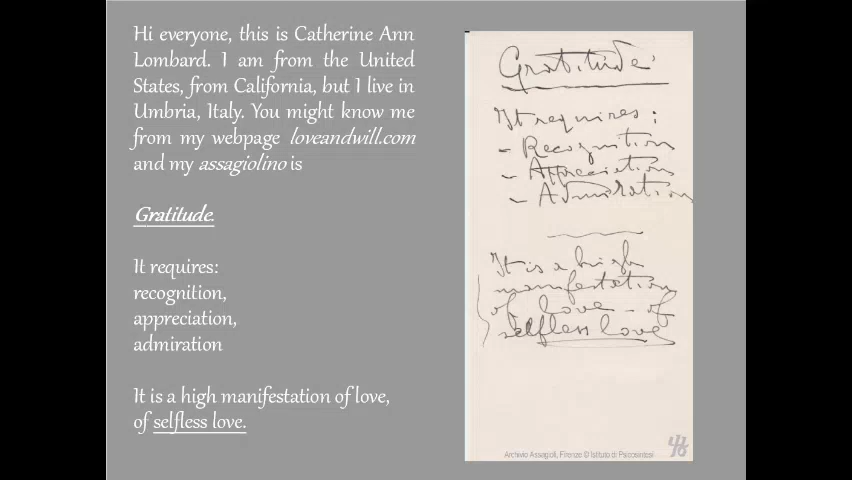 Hi everyone, this is Catherine Ann
Lombard. I am from the United
States, from California, but I live in
Umbria, Italy. You might know me
from my webpage loveandwill.com
and my assagiolino is
Gratitude.
It requires:
recognition,
appreciation,
admiration
It is a high manifestation of love,
of selfless love.
Gratitude
It requires:
- Recognition
- Appreciation
- Admiration
It is a high
manifestation
of love - of
selfless love
Archivio Assagioli, Firenze © Istituto di Psicosintesi